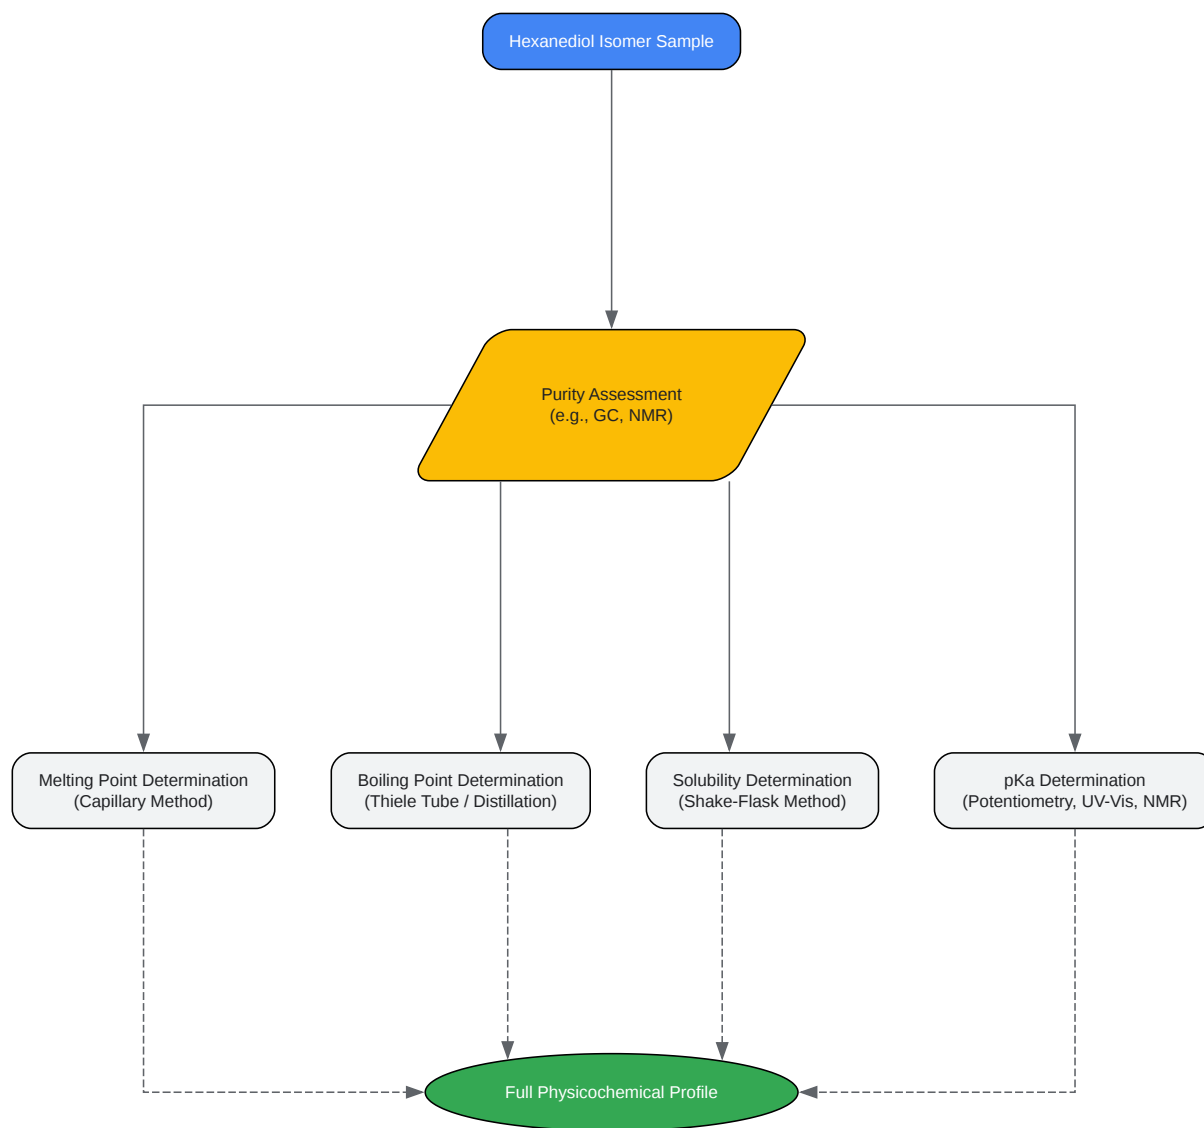 Hexanediol Isomer Sample
Purity Assessment
(e.g., GC, NMR)
Melting Point Determination
(Capillary Method)
Boiling Point Determination
(Thiele Tube / Distillation)
Solubility Determination
(Shake-Flask Method)
pKa Determination
(Potentiometry, UV-Vis, NMR)
Full Physicochemical Profile